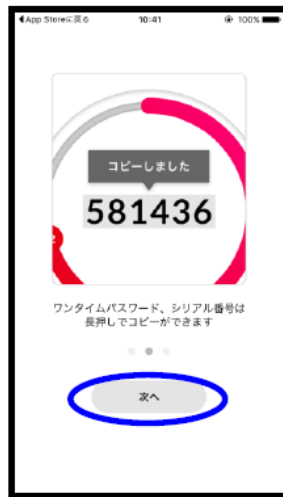 ◀App Storeに戻る 10:41 100%
コピーしました
581436
ワンタイムパスワード、シリアル番号は
長押しでコピーができます
次へ